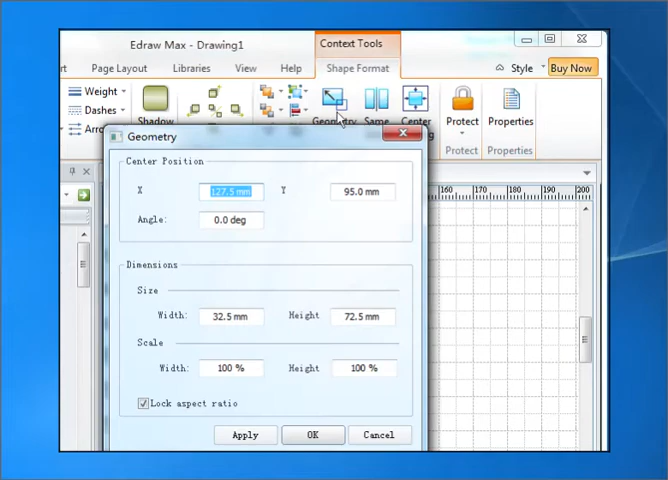 Edraw Max - Drawing1
Context Tools
rt
Page Layout
Libraries
View
Help
Shape Format
Style
Buy Now
Weight
Dashes
Arro
Shadow
Geometry
Same
Center
Protect
Properties
Protect
Properties
Geometry
Center Position
X 127.5 mm Y 95.0 mm
Angle: 0.0 deg
Dimensions
Size
Width: 32.5 mm Height 72.5 mm
Scale
Width: 100 % Height 100 %
Lock aspect ratio
Apply OK Cancel
160 170 180 190 200